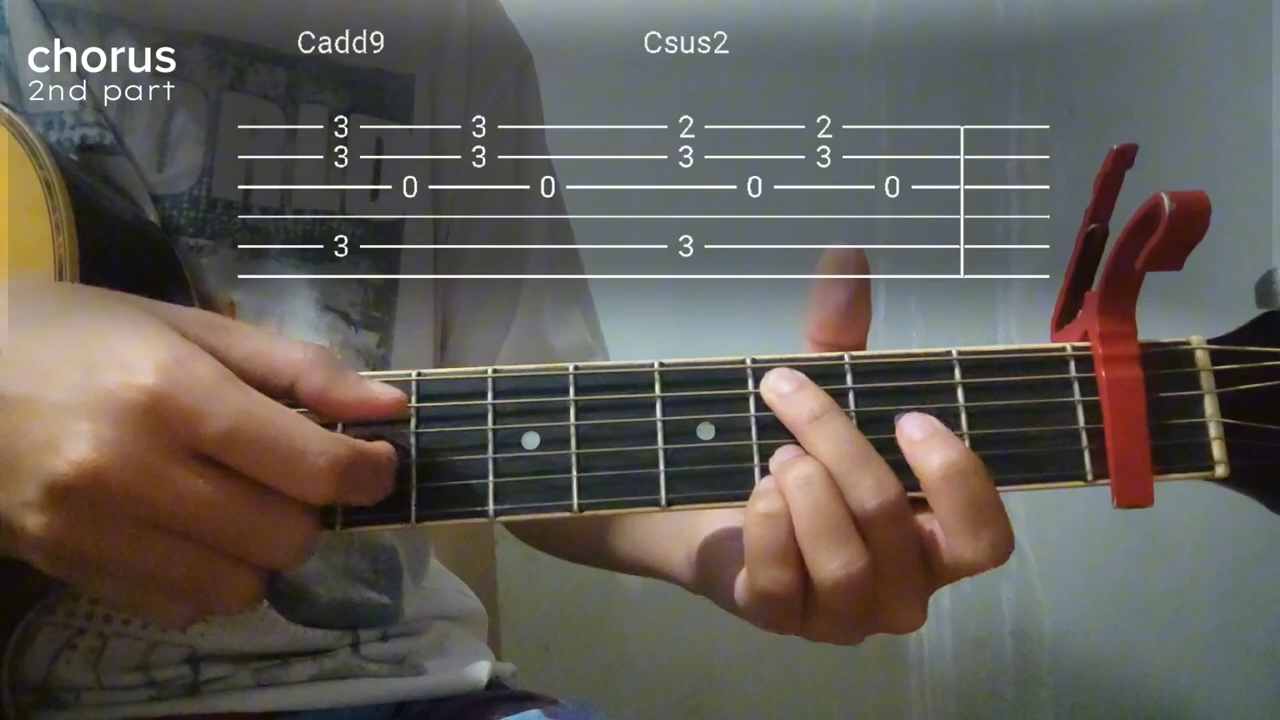 chorus
2nd part
Cadd9 Csus2
3 3 2 2
3 3 3 3
0 0 0 0
3 3